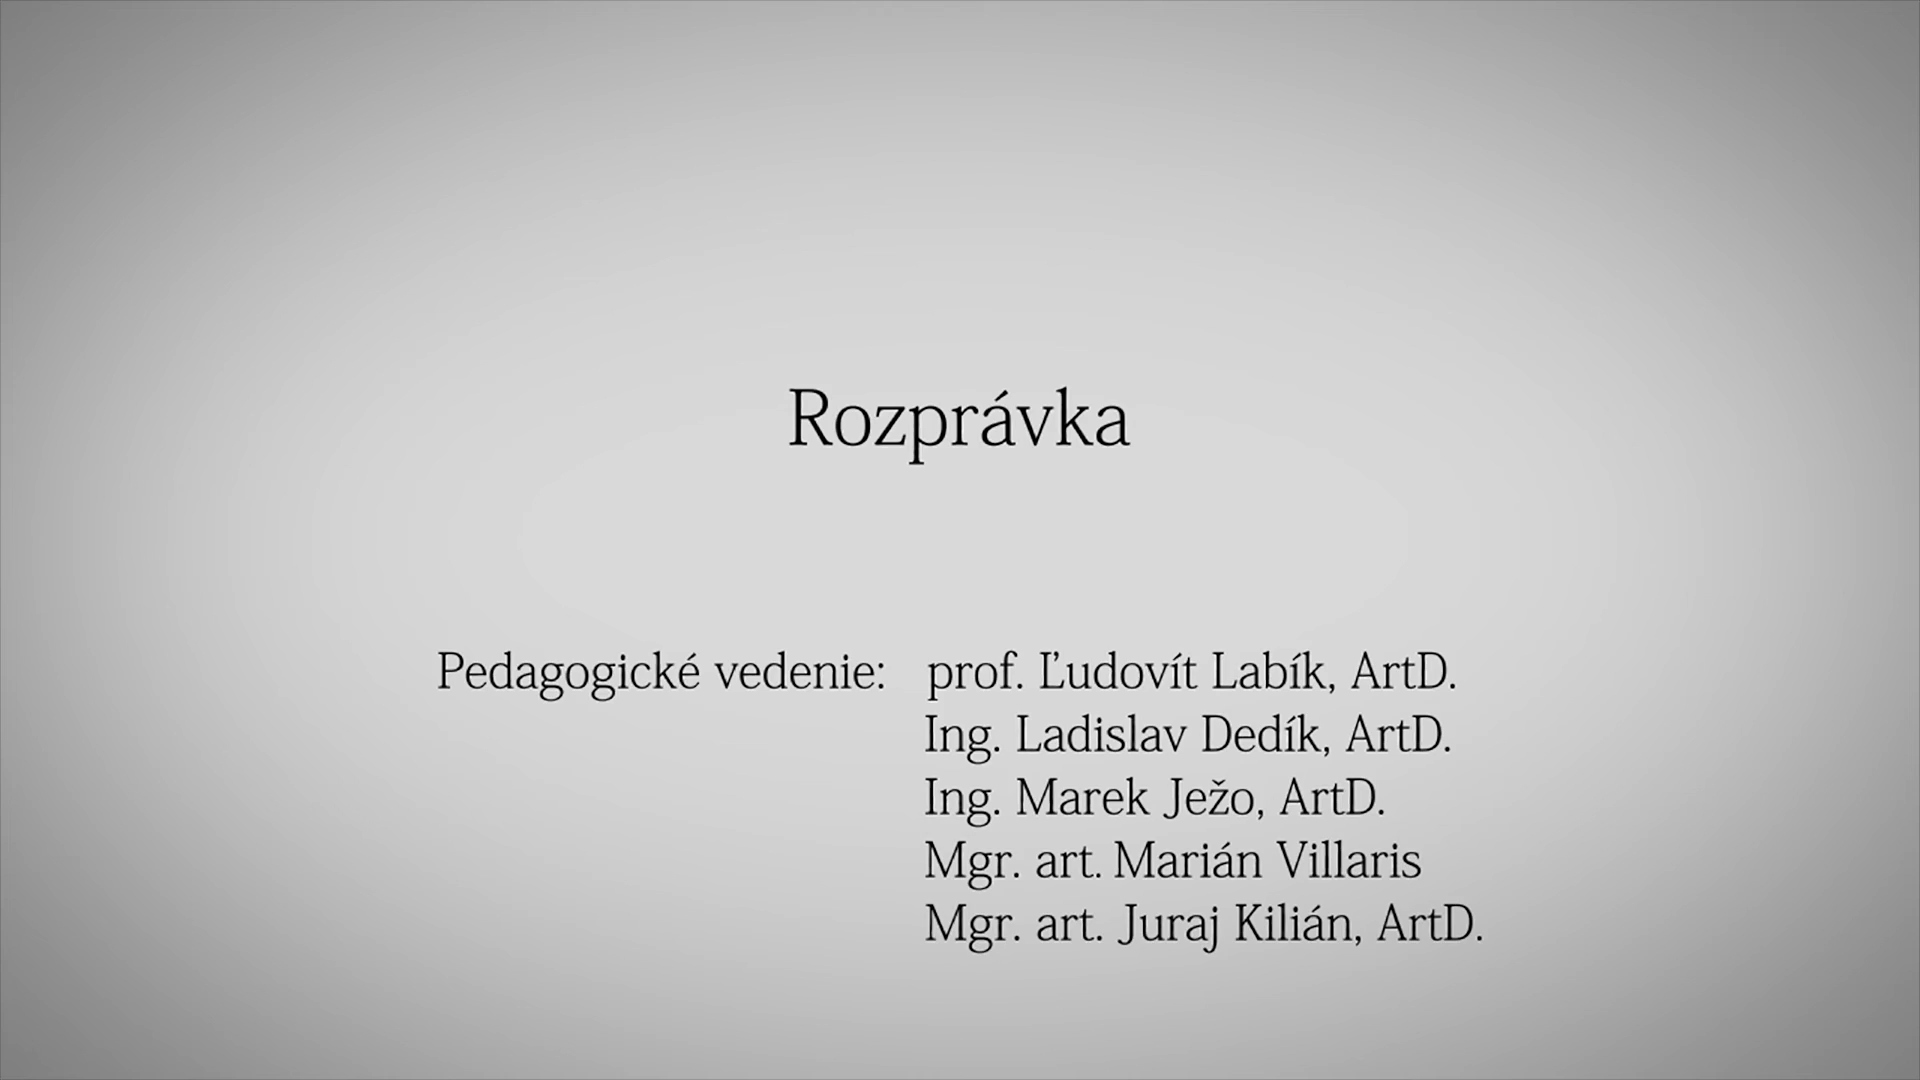 Rozprávka
Pedagogické vedenie: prof. Ľudovít Labík, ArtD.
Ing. Ladislav Dedík, ArtD.
Ing. Marek Ježo, ArtD.
Mgr. art. Marián Villaris
Mgr. art. Juraj Kilián, ArtD.